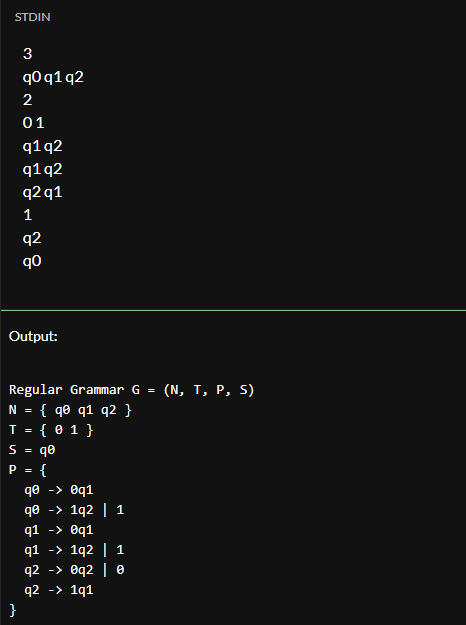 STDIN
3
q0 q1 q2
2
0 1
q1 q2
q1 q2
q2 q1
1
q2
q0
Output:
Regular Grammar G = (N, T, P, S)
N = { q0 q1 q2 }
T = { 0 1 }
S = q0
P = {
  q0 -> 0q1
  q0 -> 1q2 | 1
  q1 -> 0q1
  q1 -> 1q2 | 1
  q2 -> 0q2 | 0
  q2 -> 1q1
}